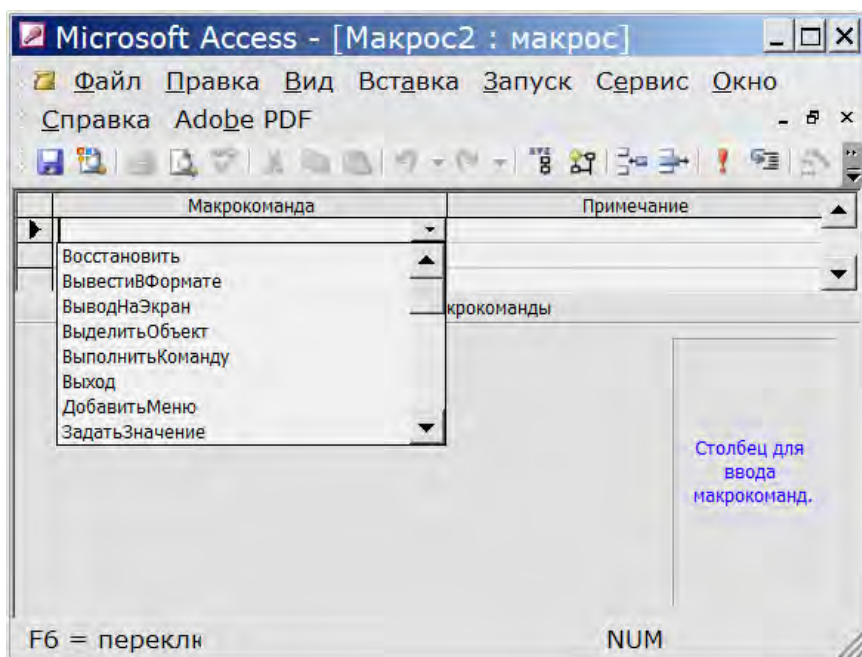 Microsoft Access - [Макрос2 : макрос]
Файл Правка Вид Вставка Запуск Сервис Окно
Справка Adobe PDF
XYZ
Макрокоманда Примечание
Восстановить
ВывестиВФормате
ВыводНаЭкран
крокоманды
ВыделитьОбъект
ВыполнитьКоманду
Выход
ДобавитьМеню
ЗадатьЗначение
Столбец для
ввода
макрокоманд.
F6 = переклн NUM